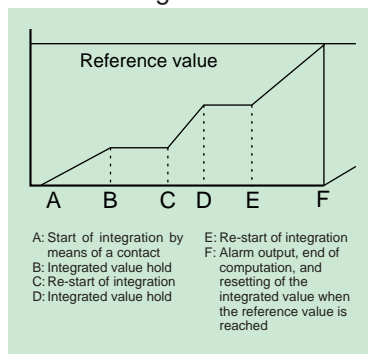 Reference value
A B C D E F
A: Start of integration by
means of a contact
B: Integrated value hold
C: Re-start of integration
D: Integrated value hold
E: Re-start of integration
F: Alarm output, end of
computation, and
resetting of the
integrated value when
the reference value is
reached